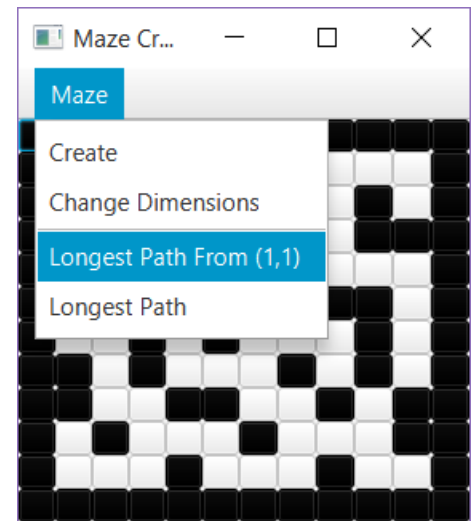 Maze Cr...
Maze
Create
Change Dimensions
Longest Path From (1,1)
Longest Path